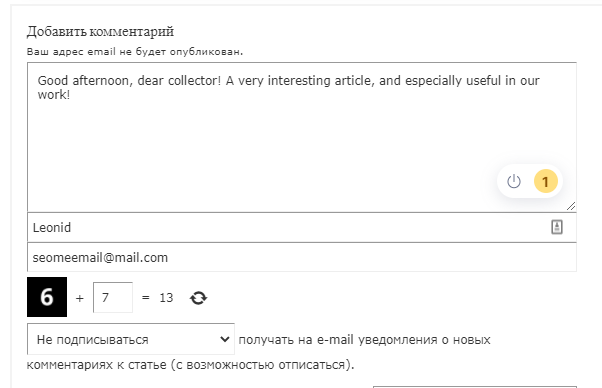 Добавить комментарий
Ваш адрес email не будет опубликован.
Good afternoon, dear collector! A very interesting article, and especially useful in our
work!
1
Leonid
seomeemail@mail.com
6 + 7 = 13
Не подписываться получать на e-mail уведомления о новых
комментариях к статье (с возможностью отписаться).